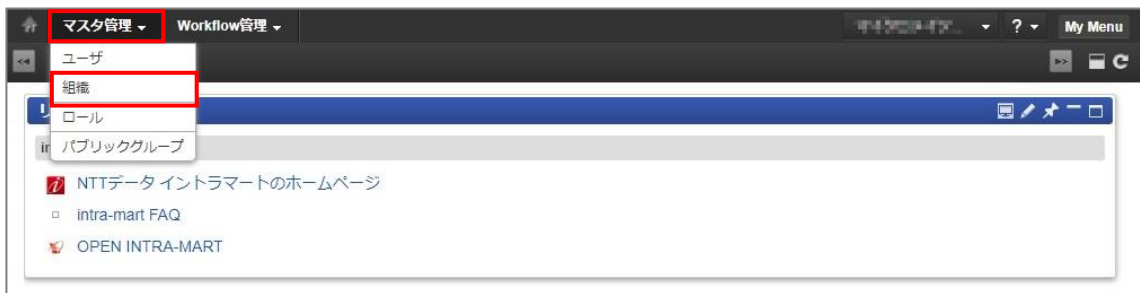 マスタ管理 Workflow管理 ? My Menu
ユーザ
組織
ロール
パブリックグループ
NTTデータ イントラマートのホームページ
intra-mart FAQ
OPEN INTRA-MART